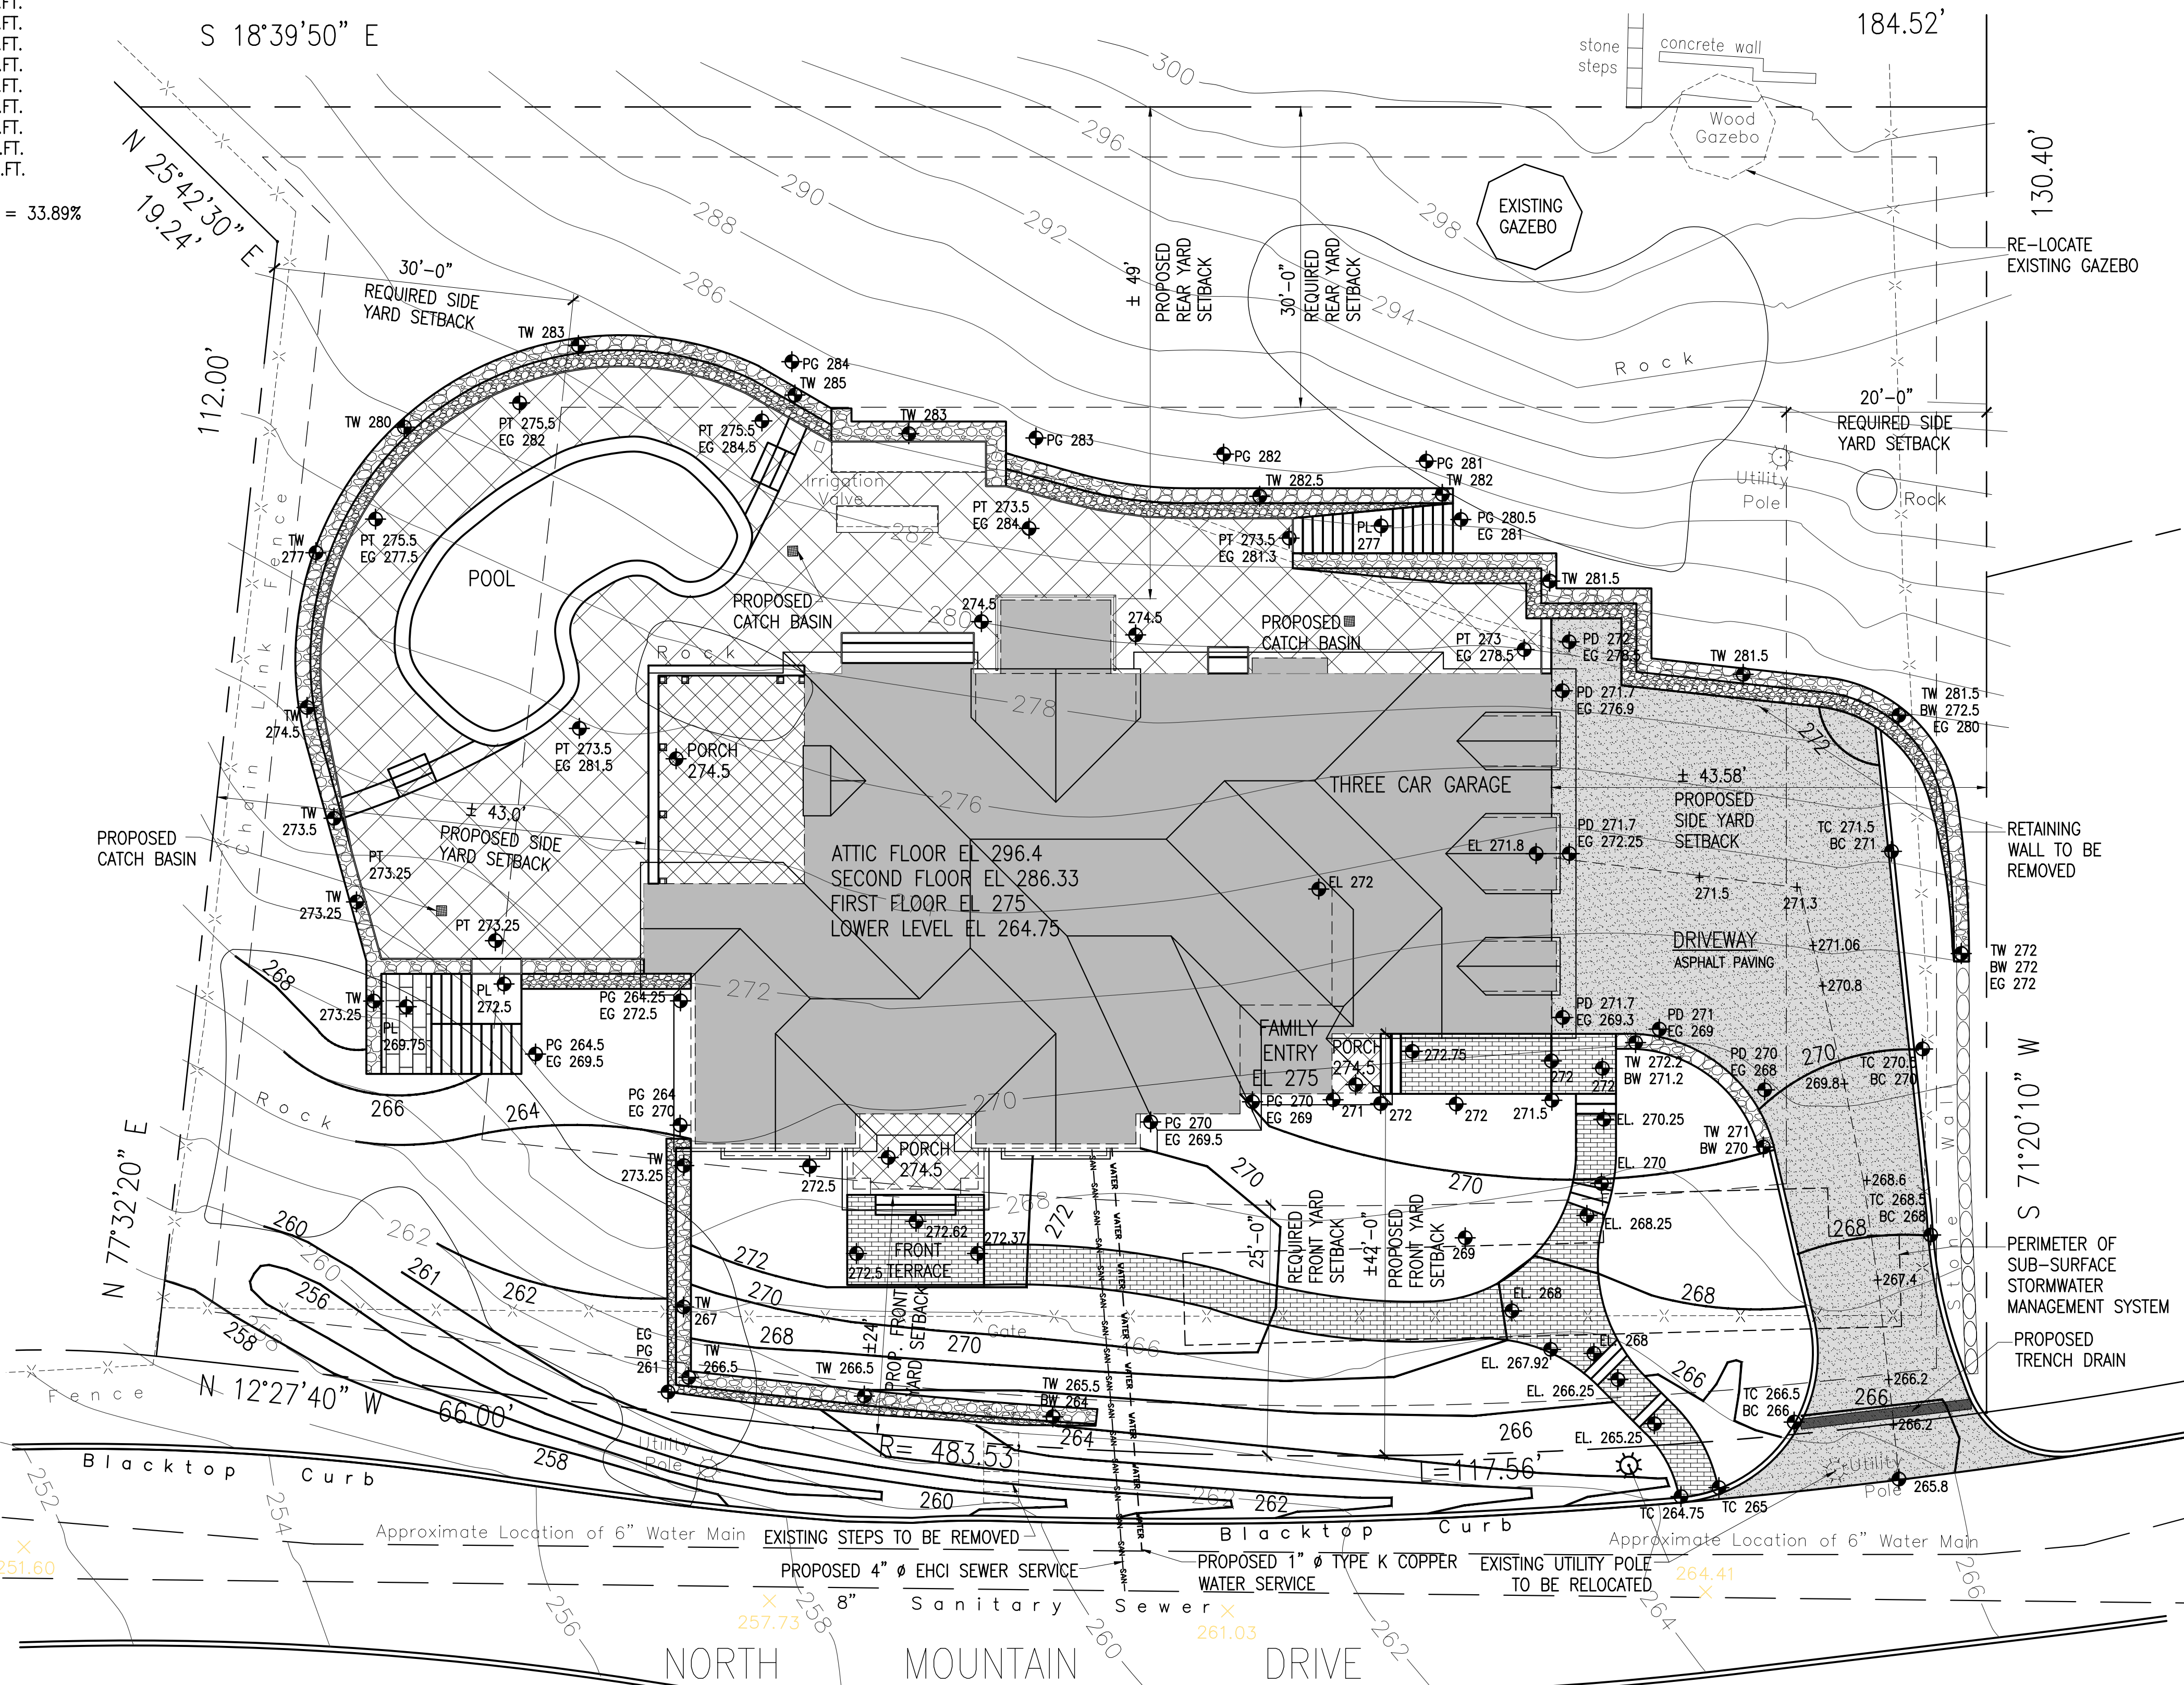 .FT.
.FT.
.FT.
.FT.
.FT.
.FT.
.FT.
.FT.
.FT.
= 33.89%
S 18°39'50" E
184.52'
stone
steps
concrete wall
Wood
Gazebo
130.40'
N 25°42'30" E
19.24'
300
296
298
290
288
292
286
294
EXISTING
GAZEBO
RE-LOCATE
EXISTING GAZEBO
30'-0"
REQUIRED SIDE
YARD SETBACK
± 49'
PROPOSED
REAR YARD
SETBACK
30'-0"
REQUIRED
REAR YARD
SETBACK
Rock
20'-0"
REQUIRED SIDE
YARD SETBACK
Utility
Pole
Rock
112.00'
Chain Link Fence
TW 283
PG 284
TW 285
TW 280
PT 275.5
EG 282
PT 275.5
EG 284.5
TW 283
PG 283
PG 282
PG 281
TW 282
TW 282.5
Irrigation
Valve
282
PT 273.5
EG 284
PT 273.5
EG 281.3
PL
277
PG 280.5
EG 281
TW
277
PT 275.5
EG 277.5
POOL
PROPOSED
CATCH BASIN
280
274.5
274.5
PROPOSED
CATCH BASIN
TW 281.5
PT 273
EG 278.5
PD 272
EG 278.5
TW 281.5
PD 271.7
EG 276.9
TW 281.5
BW 272.5
EG 280
Rock
TW
274.5
PT 273.5
EG 281.5
PORCH
274.5
278
276
THREE CAR GARAGE
272
± 43.58'
PROPOSED
SIDE YARD
SETBACK
TW
273.5
± 43.0'
PROPOSED SIDE
YARD SETBACK
PROPOSED
CATCH BASIN
PT
273.25
ATTIC FLOOR EL 296.4
SECOND FLOOR EL 286.33
FIRST FLOOR EL 275
LOWER LEVEL EL 264.75
EL 271.8
PD 271.7
EG 272.25
TC 271.5
BC 271
RETAINING
WALL TO BE
REMOVED
EL 272
271.5
271.3
TW
273.25
PT 273.25
DRIVEWAY
ASPHALT PAVING
+271.06
+270.8
TW 272
BW 272
EG 272
268
TW
273.25
PL
269.75
PL
272.5
PG 264.25
EG 272.5
272
PG 264.5
EG 269.5
FAMILY
ENTRY
EL 275
PORCH
274.5
272.75
PD 271.7
EG 269.3
PD 271
EG 269
TW 272.2
BW 271.2
PD 270
EG 268
270
TC 270.5
BC 270
269.8+
272
272
266
264
Rock
PG 264
EG 270
270
PG 270
EG 269.5
PG 270
EG 269
271
272
272
271.5
EL. 270.25
TW 271
BW 270
EL. 270
N 77°32'20" E
S 71°20'10" W
Stone Wall
TW
273.25
272.5
PORCH
274.5
268
270
270
+268.6
TC 268.5
BC 268
EL. 268.25
268
272.62
272.37
272.5
FRONT
TERRACE
272
25'-0"
REQUIRED
FRONT YARD
SETBACK
±42'-0"
PROPOSED
FRONT YARD
SETBACK
269
PERIMETER OF
SUB-SURFACE
STORMWATER
MANAGEMENT SYSTEM
260
262
260
261
262
256
258
258
272
270
TW
267
268
270
Gate
266
EL. 268
268
+267.4
PROPOSED
TRENCH DRAIN
EG
PG
261
TW
266.5
TW 266.5
±24'
PROP. FRONT
YARD SETBACK
TW 265.5
BW 264
EL. 268
EL. 267.92
EL. 266.25
266
TC 266.5
BC 266
266
+266.2
+266.2
Fence
N 12°27'40" W
66.00'
Utility
Pole
R= 483.53'
264
L=117.56'
266
EL. 265.25
Utility
Pole
265.8
TC 265
TC 264.75
Blacktop Curb
258
260
262
262
Blacktop Curb
252
254
256
258
260
262
264
266
SAN
WATER
Approximate Location of 6" Water Main
EXISTING STEPS TO BE REMOVED
PROPOSED 4" ø EHCI SEWER SERVICE
PROPOSED 1" ø TYPE K COPPER
WATER SERVICE
EXISTING UTILITY POLE
TO BE RELOCATED
Approximate Location of 6" Water Main
251.60
257.73
261.03
264.41
8" Sanitary Sewer
NORTH MOUNTAIN DRIVE